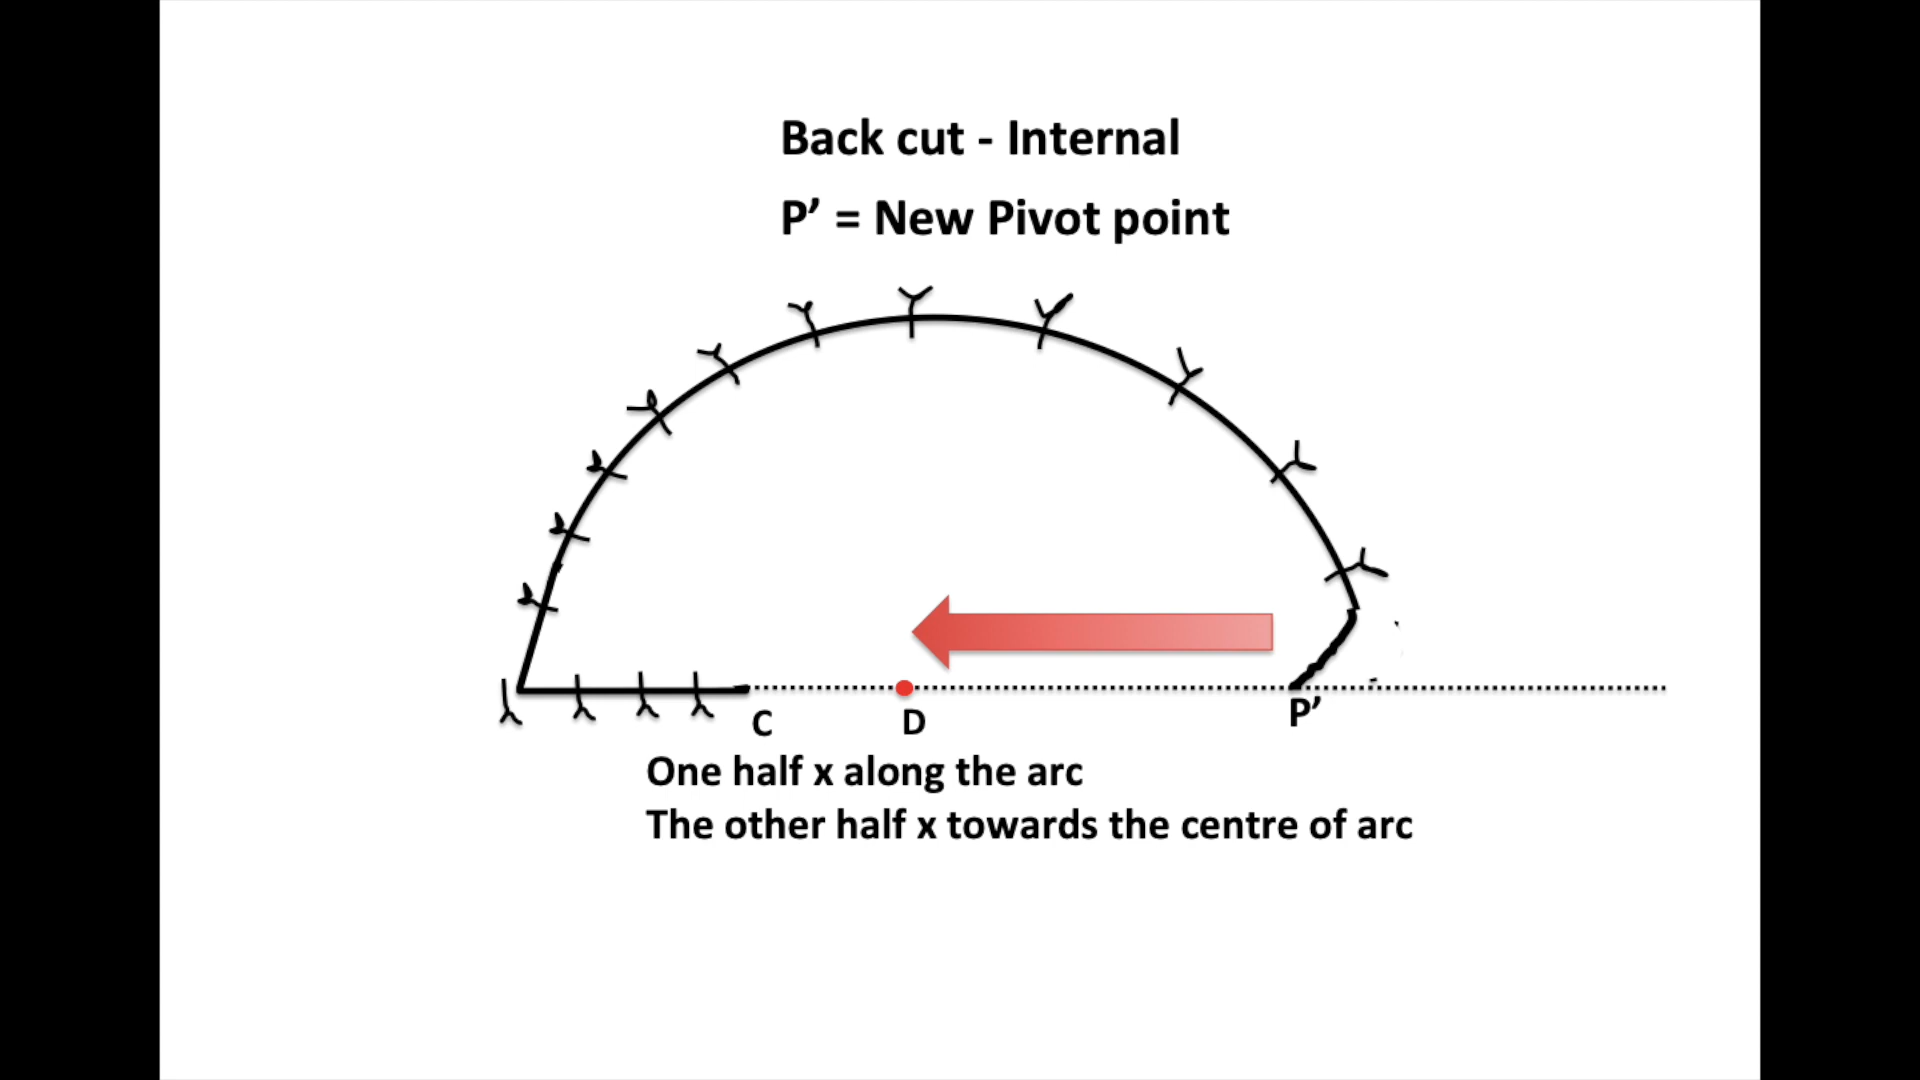 Back cut - Internal
P’ = New Pivot point
C
D
P’
One half x along the arc
The other half x towards the centre of arc